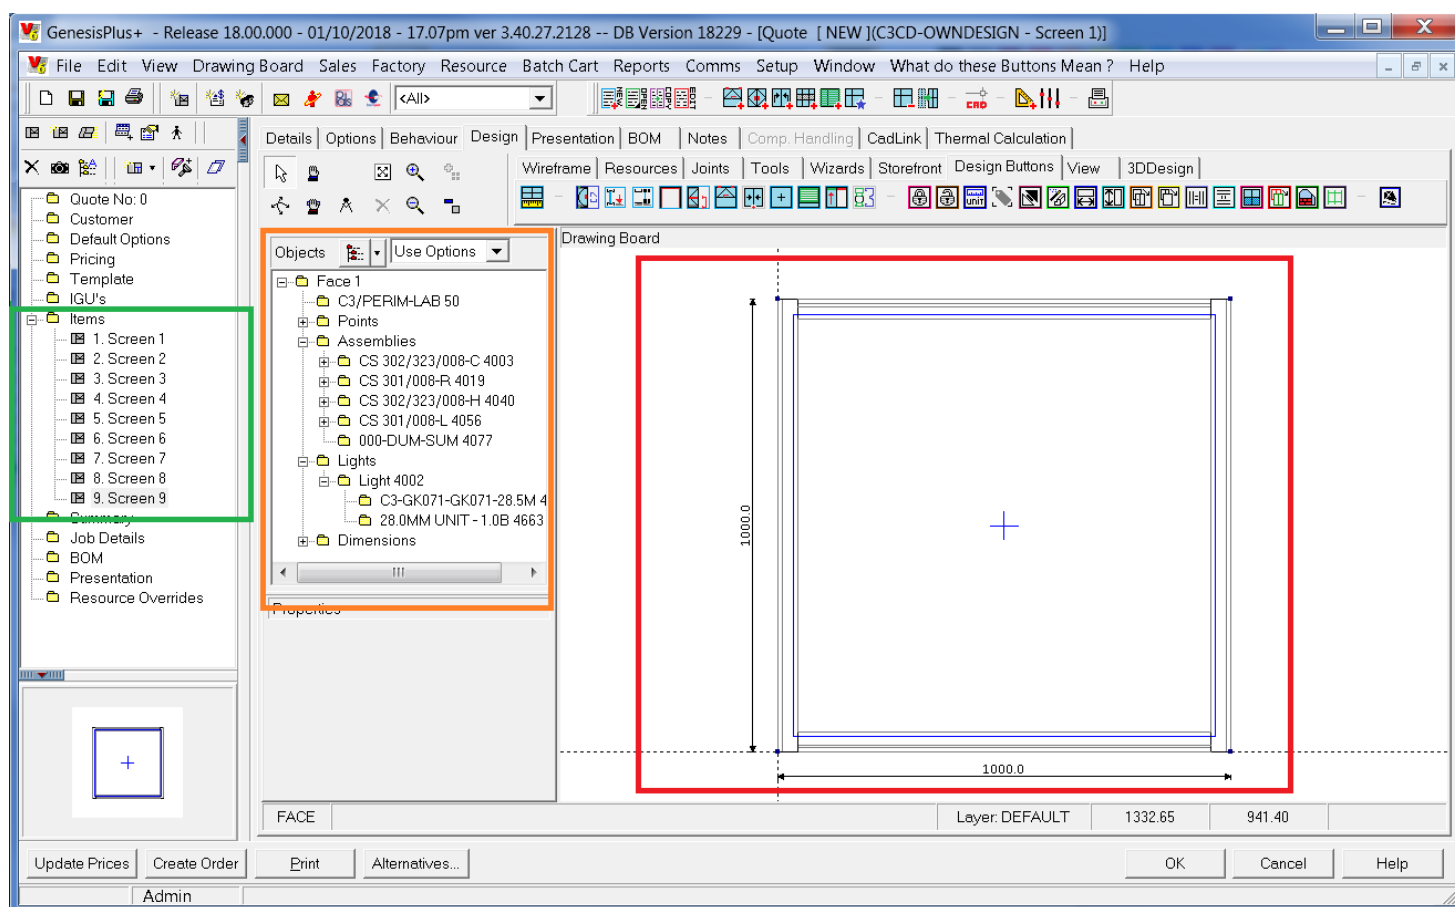 GenesisPlus+ - Release 18.00.000 - 01/10/2018 - 17.07pm ver 3.40.27.2128 -- DB Version 18229 - [Quote [ NEW ](C3CD-OWNDESIGN - Screen 1)]
File Edit View Drawing Board Sales Factory Resource Batch Cart Reports Comms Setup Window What do these Buttons Mean ? Help
<All>
Details Options Behaviour Design Presentation BOM Notes Comp. Handling CadLink Thermal Calculation
Wireframe Resources Joints Tools Wizards Storefront Design Buttons View 3DDesign
Quote No: 0
Customer
Default Options
Pricing
Template
IGU's
Items
1. Screen 1
2. Screen 2
3. Screen 3
4. Screen 4
5. Screen 5
6. Screen 6
7. Screen 7
8. Screen 8
9. Screen 9
Summary
Job Details
BOM
Presentation
Resource Overrides
Objects Use Options
Face 1
C3/PERIM-LAB 50
Points
Assemblies
CS 302/323/008-C 4003
CS 301/008-R 4019
CS 302/323/008-H 4040
CS 301/008-L 4056
000-DUM-SUM 4077
Lights
Light 4002
C3-GK071-GK071-28.5M 4
28.0MM UNIT - 1.0B 4663
Dimensions
Properties
Drawing Board
1000.0
1000.0
FACE Layer: DEFAULT 1332.65 941.40
Update Prices Create Order Print Alternatives... OK Cancel Help
Admin